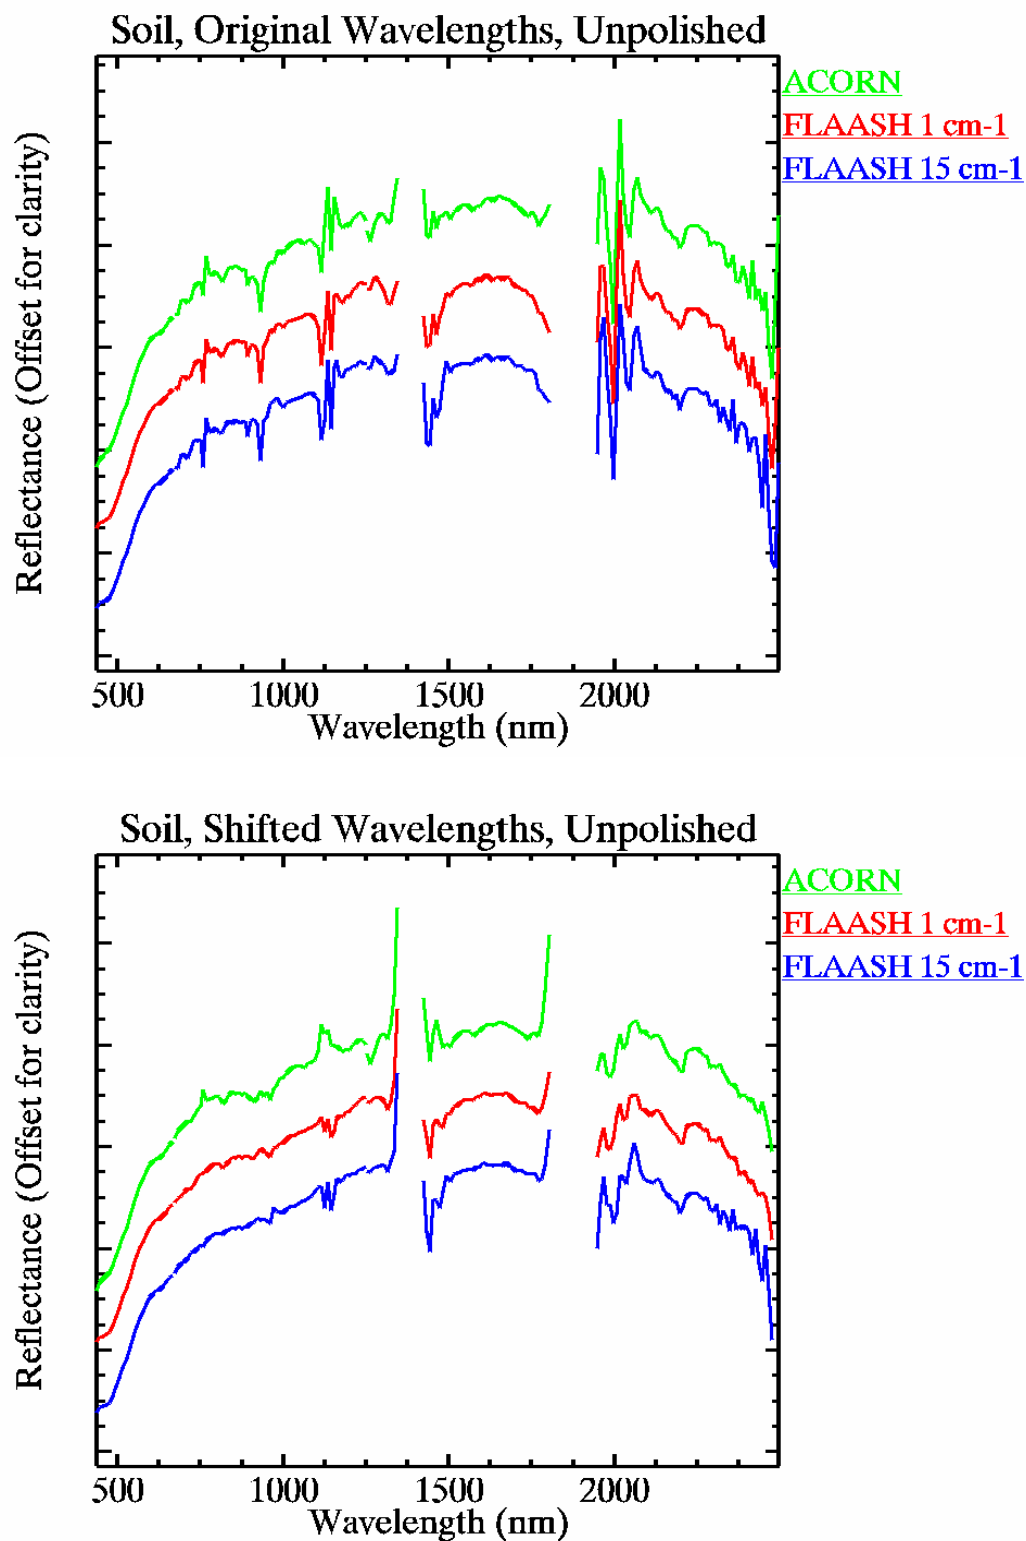 Soil, Original Wavelengths, Unpolished
ACORN
FLAASH 1 cm-1
FLAASH 15 cm-1
Reflectance (Offset for clarity)
500 1000 1500 2000
Wavelength (nm)
Soil, Shifted Wavelengths, Unpolished
ACORN
FLAASH 1 cm-1
FLAASH 15 cm-1
Reflectance (Offset for clarity)
500 1000 1500 2000
Wavelength (nm)